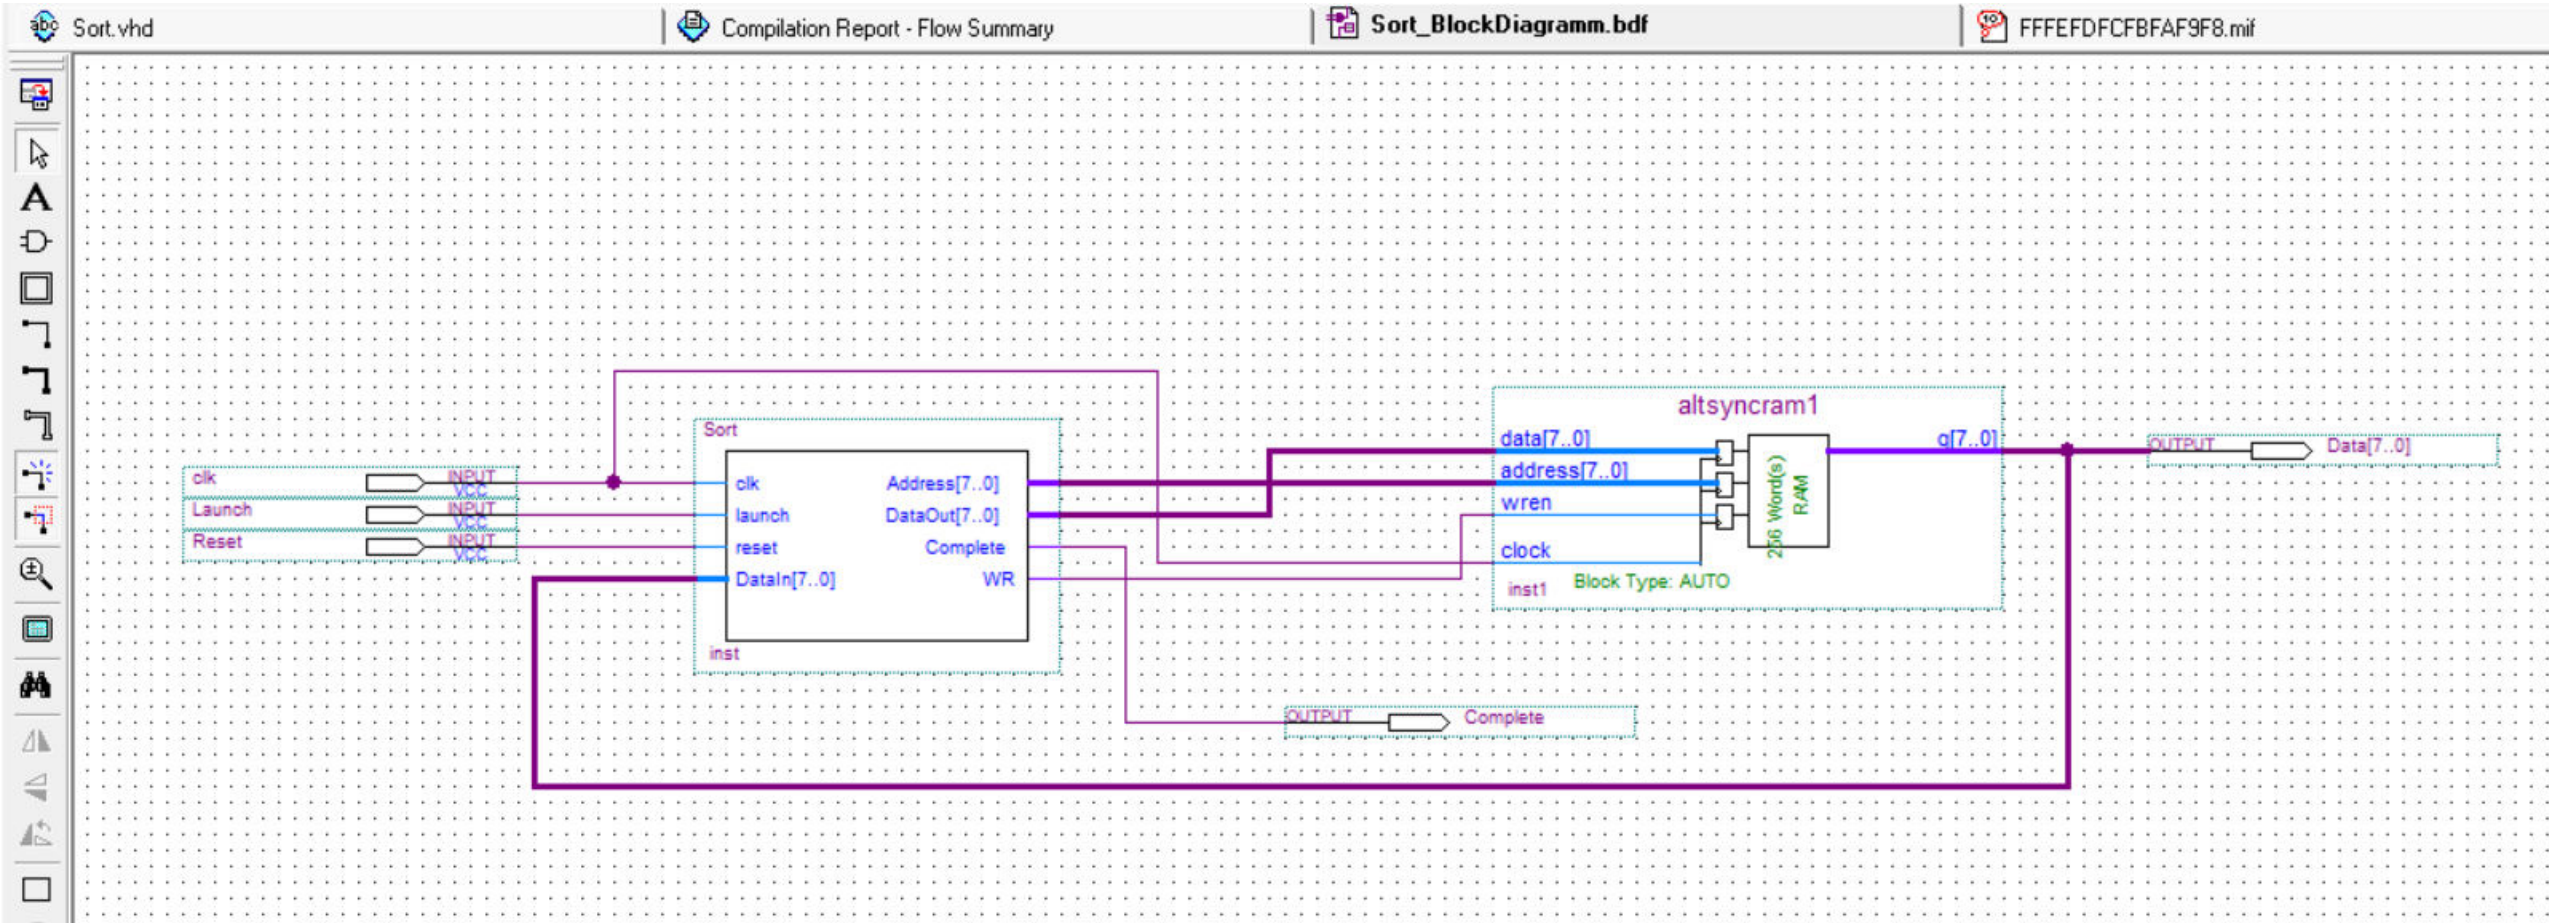 abc Sort.vhd
Compilation Report - Flow Summary
Sort_BlockDiagramm.bdf
FFFEFDFCFBFAF9F8.mif
A
clk INPUT VCC
Launch INPUT VCC
Reset INPUT VCC
Sort
clk Address[7..0]
launch DataOut[7..0]
reset Complete
DataIn[7..0] WR
inst
altsyncram1
data[7..0] q[7..0]
address[7..0]
wren
clock
256 Word(s)
RAM
inst1 Block Type: AUTO
OUTPUT Data[7..0]
OUTPUT Complete